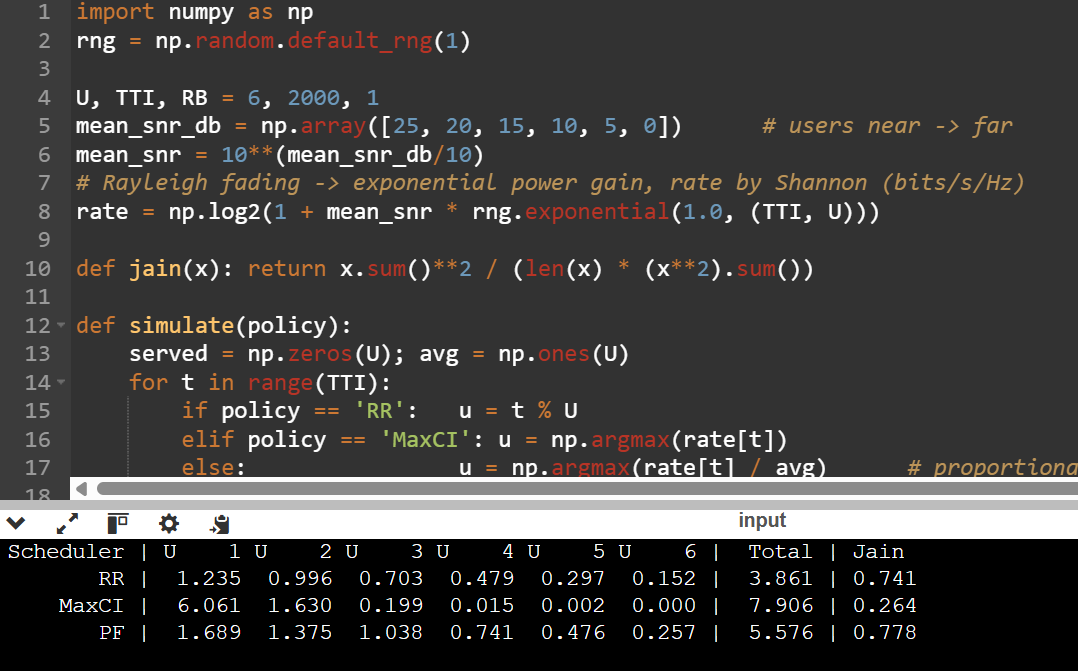 1 import numpy as np
2 rng = np.random.default_rng(1)
3
4 U, TTI, RB = 6, 2000, 1
5 mean_snr_db = np.array([25, 20, 15, 10, 5, 0])      # users near -> far
6 mean_snr = 10**(mean_snr_db/10)
7 # Rayleigh fading -> exponential power gain, rate by Shannon (bits/s/Hz)
8 rate = np.log2(1 + mean_snr * rng.exponential(1.0, (TTI, U)))
9
10 def jain(x): return x.sum()**2 / (len(x) * (x**2).sum())
11
12 def simulate(policy):
13     served = np.zeros(U); avg = np.ones(U)
14     for t in range(TTI):
15         if policy == 'RR':   u = t % U
16         elif policy == 'MaxCI': u = np.argmax(rate[t])
17         else:                u = np.argmax(rate[t] / avg)      # proportiona
18
input
Scheduler | U    1 U    2 U    3 U    4 U    5 U    6 |  Total | Jain
       RR |  1.235  0.996  0.703  0.479  0.297  0.152 |  3.861 | 0.741
    MaxCI |  6.061  1.630  0.199  0.015  0.002  0.000 |  7.906 | 0.264
       PF |  1.689  1.375  1.038  0.741  0.476  0.257 |  5.576 | 0.778